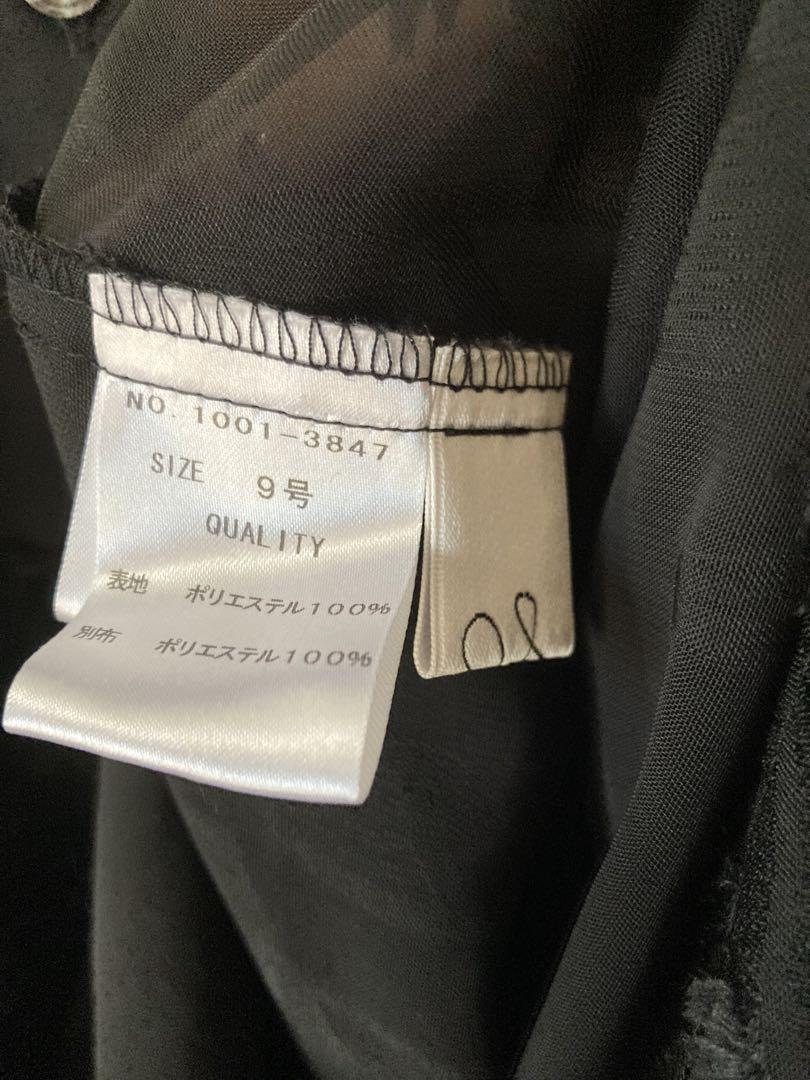 NO. 1001-3847
SIZE 9号
QUALITY
表地 ポリエステル100%
別布 ポリエステル100%